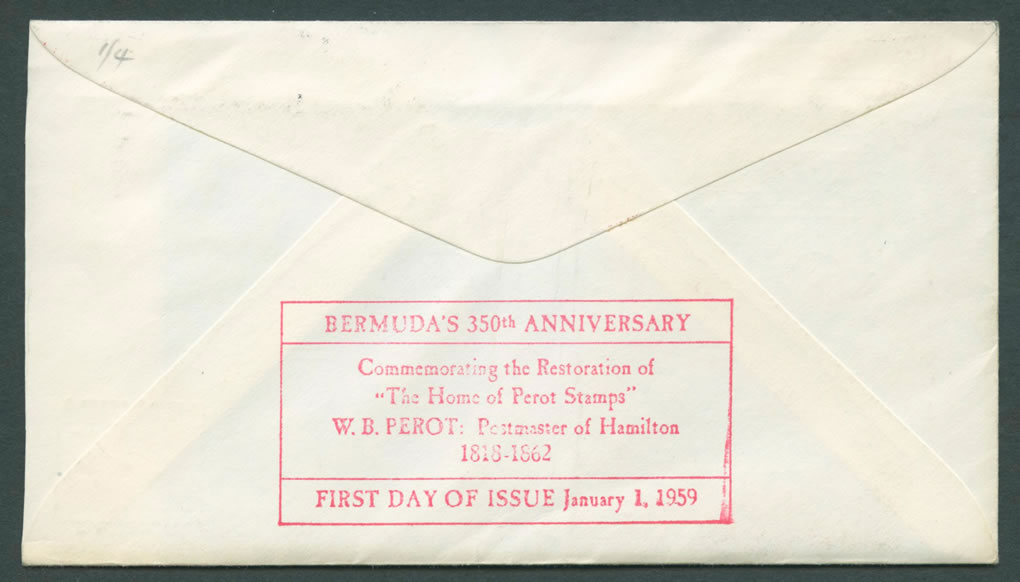 1/4
BERMUDA'S 350th ANNIVERSARY
Commemorating the Restoration of
"The Home of Perot Stamps"
W. B. PEROT: Postmaster of Hamilton
1818-1862
FIRST DAY OF ISSUE January 1, 1959